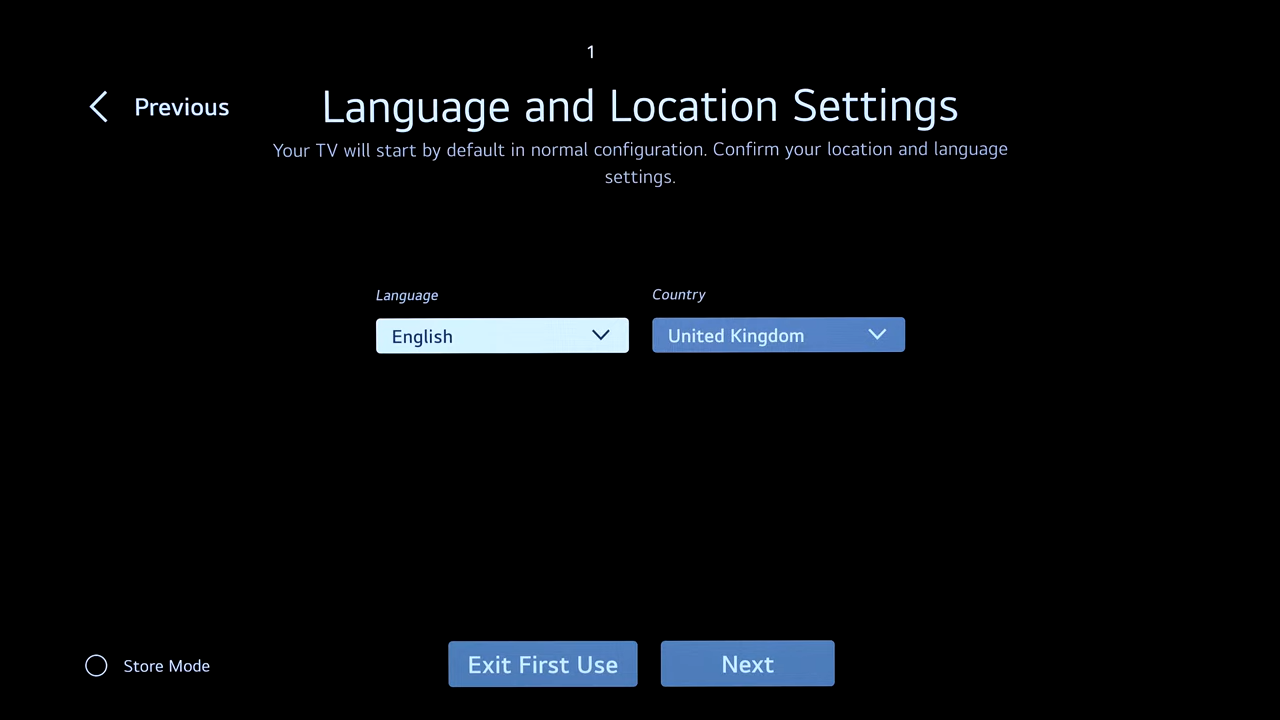 1
Previous
Language and Location Settings
Your TV will start by default in normal configuration. Confirm your location and language
settings.
Language
Country
English
United Kingdom
Store Mode
Exit First Use
Next